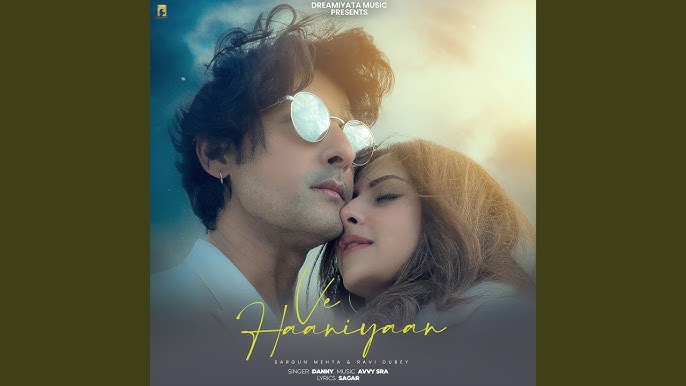 DREAMIYATA MUSIC
PRESENTS
Ve
Haaniyaan
SARGUN MEHTA & RAVI DUBEY
SINGER DANNY MUSIC AVVY SRA
LYRICS SAGAR